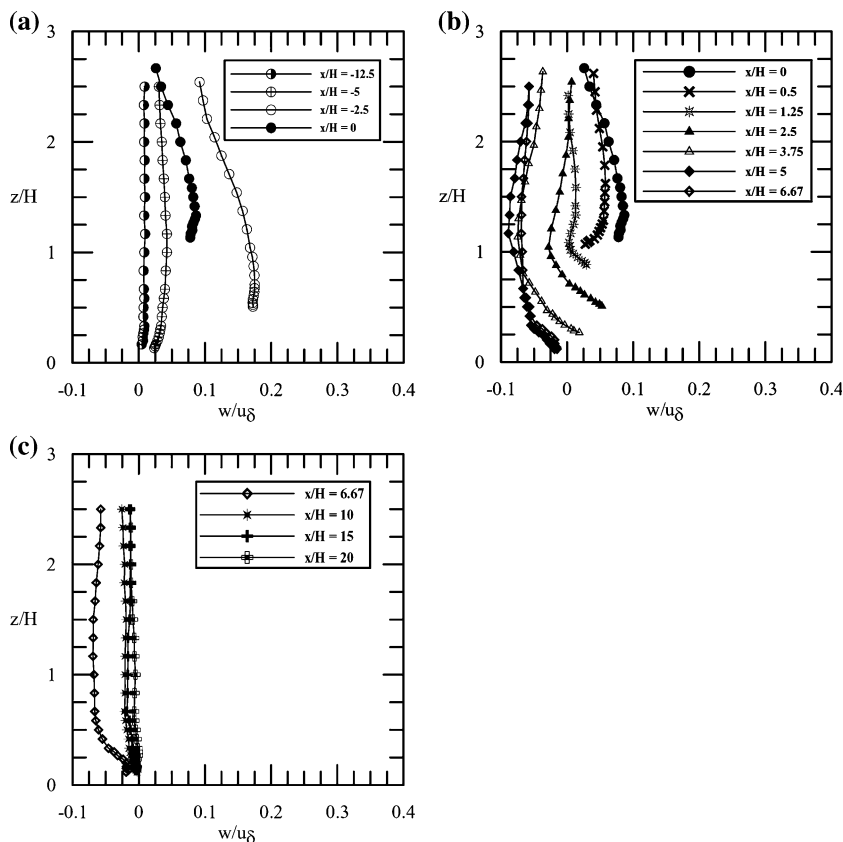 (a)
3
2
z/H
1
0
-0.1 0 0.1 0.2 0.3 0.4
w/uδ
x/H = -12.5
x/H = -5
x/H = -2.5
x/H = 0
(b)
3
2
z/H
1
0
-0.1 0 0.1 0.2 0.3 0.4
w/uδ
x/H = 0
x/H = 0.5
x/H = 1.25
x/H = 2.5
x/H = 3.75
x/H = 5
x/H = 6.67
(c)
3
2
z/H
1
0
-0.1 0 0.1 0.2 0.3 0.4
w/uδ
x/H = 6.67
x/H = 10
x/H = 15
x/H = 20